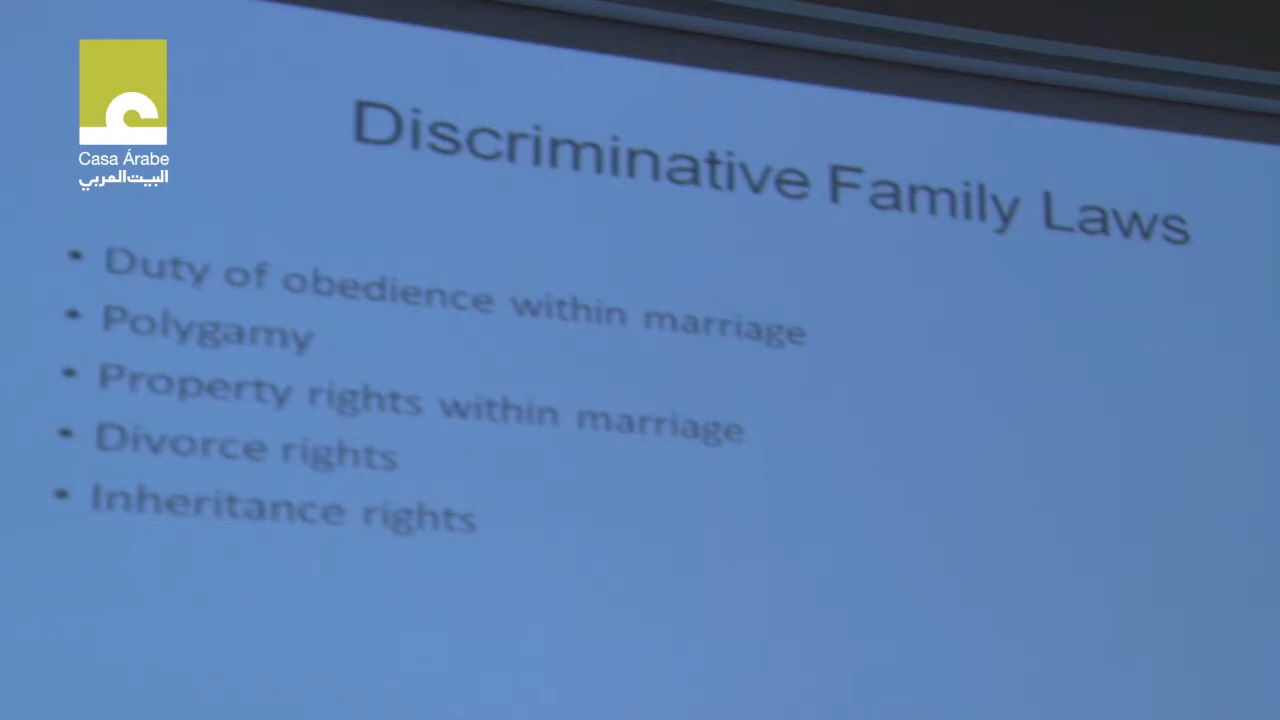 Casa Árabe
البيت العربي
Discriminative Family Laws
• Duty of obedience within marriage
• Polygamy
• Property rights within marriage
• Divorce rights
• Inheritance rights